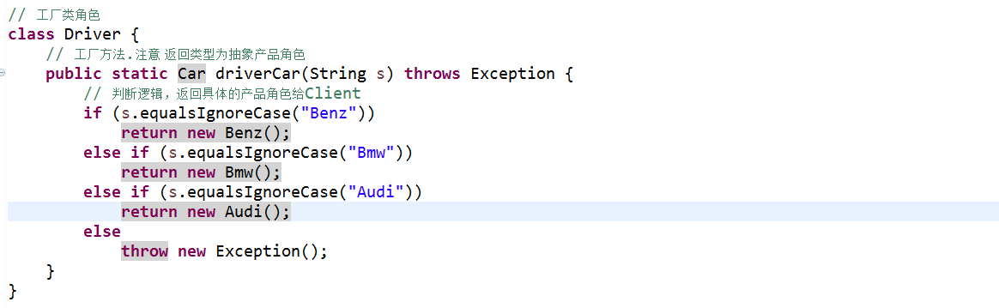 // 工厂类角色
class Driver {
    // 工厂方法.注意 返回类型为抽象产品角色
    public static Car driverCar(String s) throws Exception {
        // 判断逻辑，返回具体的产品角色给Client
        if (s.equalsIgnoreCase("Benz"))
            return new Benz();
        else if (s.equalsIgnoreCase("Bmw"))
            return new Bmw();
        else if (s.equalsIgnoreCase("Audi"))
            return new Audi();
        else
            throw new Exception();
    }
}